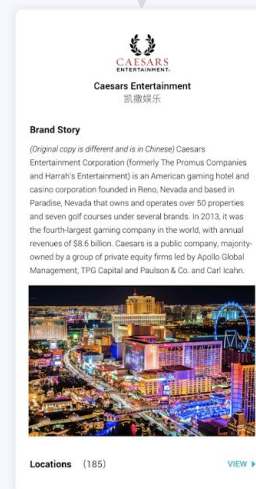 CAESARS
ENTERTAINMENT.
Caesars Entertainment
凯撒娱乐
Brand Story
(Original copy is different and is in Chinese) Caesars
Entertainment Corporation (formerly The Promus Companies
and Harrah's Entertainment) is an American gaming hotel and
casino corporation founded in Reno, Nevada and based in
Paradise, Nevada that owns and operates over 50 properties
and seven golf courses under several brands. In 2013, it was
the fourth-largest gaming company in the world, with annual
revenues of $8.6 billion. Caesars is a public company, majority-
owned by a group of private equity firms led by Apollo Global
Management, TPG Capital and Paulson & Co. and Carl Icahn.
Locations (185)
VIEW